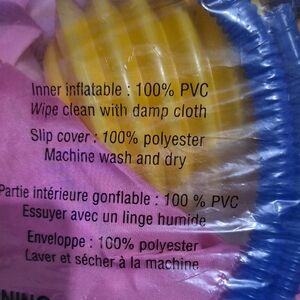 Inner inflatable : 100% PVC
Wipe clean with damp cloth
Slip cover : 100% polyester
Machine wash and dry
Partie intérieure gonflable : 100 % PVC
Essuyer avec un linge humide
Enveloppe : 100% polyester
Laver et sécher à la machine